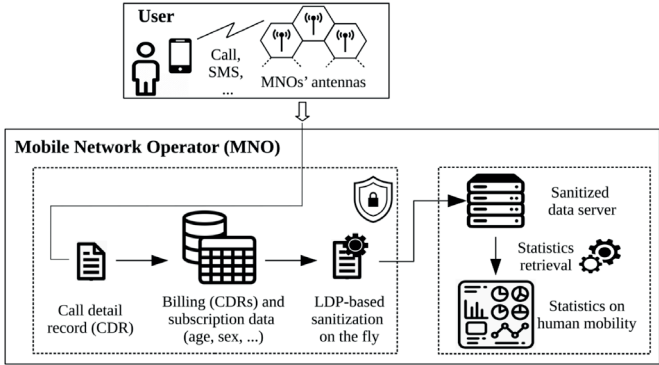 User
Call,
SMS,
...
MNOs' antennas
Mobile Network Operator (MNO)
Call detail
record (CDR)
Billing (CDRs) and
subscription data
(age, sex, ...)
LDP-based
sanitization
on the fly
Sanitized
data server
Statistics
retrieval
Statistics on
human mobility